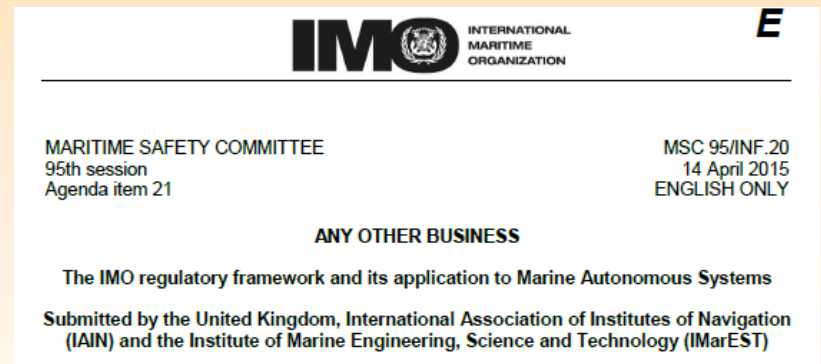 IMO
INTERNATIONAL
MARITIME
ORGANIZATION
E
MARITIME SAFETY COMMITTEE
95th session
Agenda item 21
MSC 95/INF.20
14 April 2015
ENGLISH ONLY
ANY OTHER BUSINESS
The IMO regulatory framework and its application to Marine Autonomous Systems
Submitted by the United Kingdom, International Association of Institutes of Navigation
(IAIN) and the Institute of Marine Engineering, Science and Technology (IMarEST)